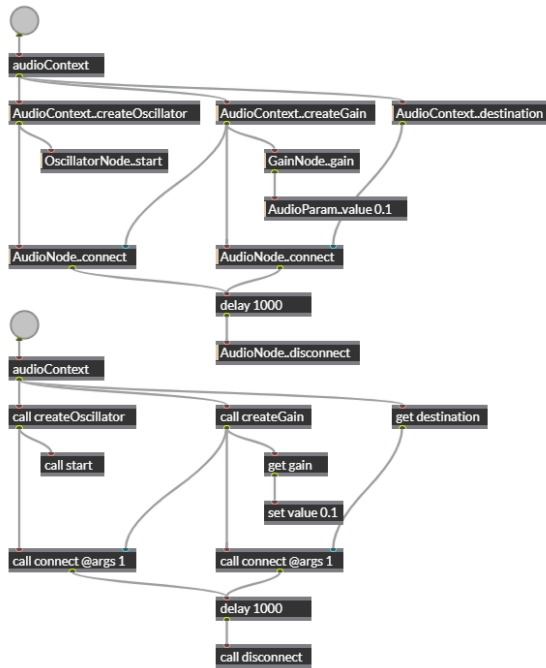 audioContext
AudioContext..createOscillator
AudioContext..createGain
AudioContext..destination
OscillatorNode..start
GainNode..gain
AudioParam..value 0.1
AudioNode..connect
AudioNode..connect
delay 1000
AudioNode..disconnect
audioContext
call createOscillator
call createGain
get destination
call start
get gain
set value 0.1
call connect @args 1
call connect @args 1
delay 1000
call disconnect